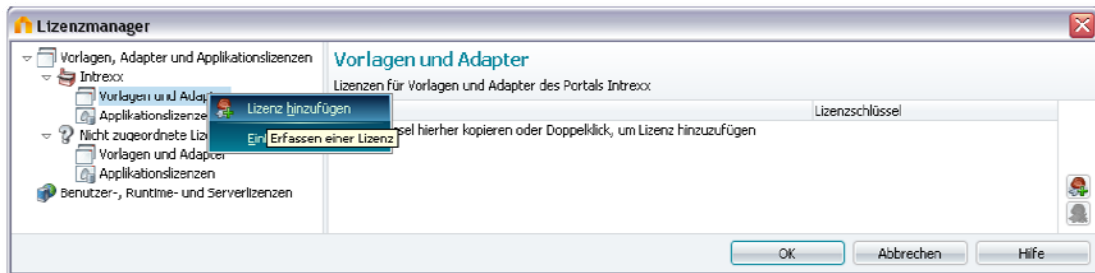 Lizenzmanager
Vorlagen, Adapter und Applikationslizenzen
Intrexx
Vorlagen und Adapter
Applikationslizenze
Nicht zugeordnete Liz
Vorlagen und Adapter
Applikationslizenzen
Benutzer-, Runtime- und Serverlizenzen
Lizenz hinzufügen
Erfassen einer Lizenz
Vorlagen und Adapter
Lizenzen für Vorlagen und Adapter des Portals Intrexx
Lizenzschlüssel
hierher kopieren oder Doppelklick, um Lizenz hinzuzufügen
OK
Abbrechen
Hilfe